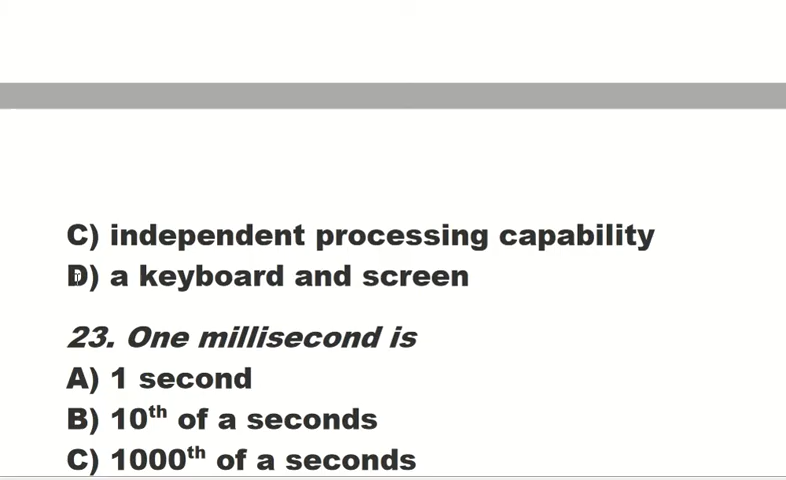 C) independent processing capability
D) a keyboard and screen
23. One millisecond is
A) 1 second
B) 10th of a seconds
C) 1000th of a seconds